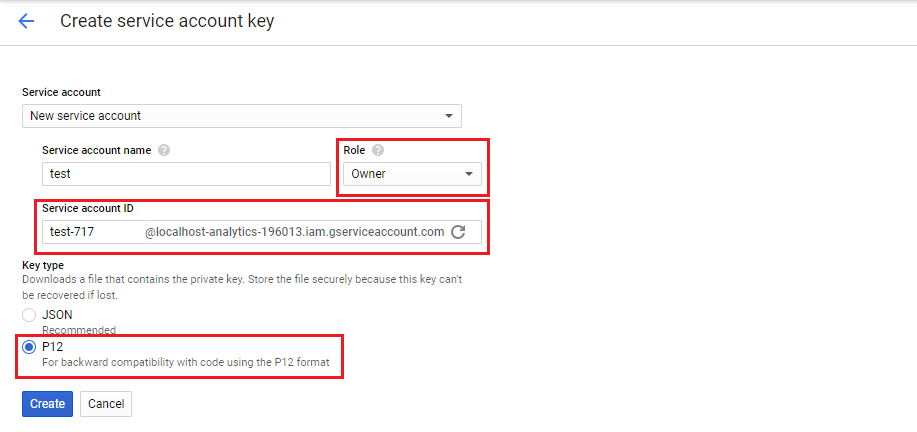 Create service account key
Service account
New service account
Service account name
Role
test
Owner
Service account ID
test-717 @localhost-analytics-196013.iam.gserviceaccount.com
Key type
Downloads a file that contains the private key. Store the file securely because this key can't
be recovered if lost.
JSON
Recommended
P12
For backward compatibility with code using the P12 format
Create Cancel